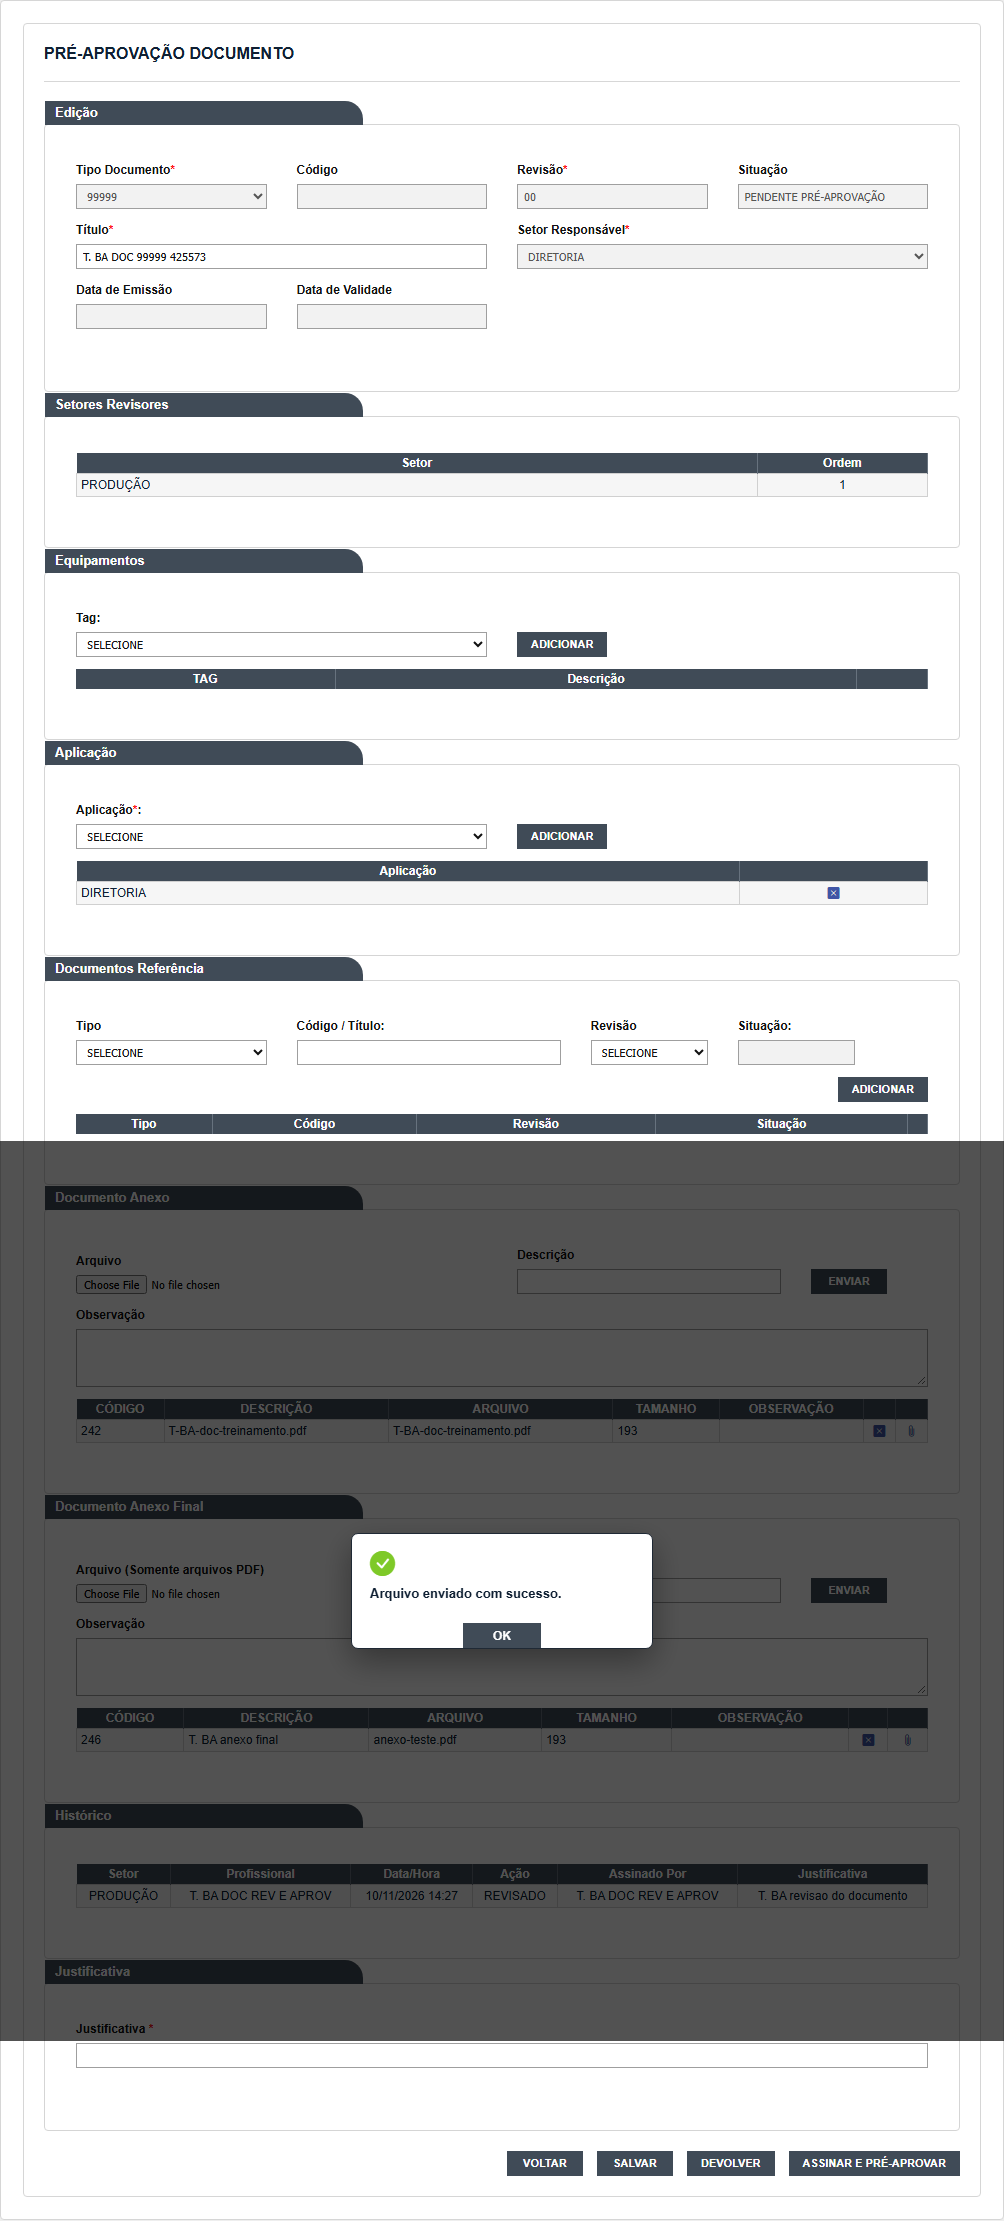 PRÉ-APROVAÇÃO DOCUMENTO
Edição
Tipo Documento* Código Revisão* Situação
99999 00 PENDENTE PRÉ-APROVAÇÃO
Título* Setor Responsável*
T. BA DOC 99999 425573 DIRETORIA
Data de Emissão Data de Validade
Setores Revisores
Setor Ordem
PRODUÇÃO 1
Equipamentos
Tag:
SELECIONE ADICIONAR
TAG Descrição
Aplicação
Aplicação*:
SELECIONE ADICIONAR
Aplicação
DIRETORIA
Documentos Referência
Tipo Código / Título: Revisão Situação:
SELECIONE SELECIONE
ADICIONAR
Tipo Código Revisão Situação
Documento Anexo
Arquivo Descrição
Choose File No file chosen ENVIAR
Observação
CÓDIGO DESCRIÇÃO ARQUIVO TAMANHO OBSERVAÇÃO
242 T-BA-doc-treinamento.pdf T-BA-doc-treinamento.pdf 193
Documento Anexo Final
Arquivo (Somente arquivos PDF)
Choose File No file chosen ENVIAR
Arquivo enviado com sucesso.
OK
Observação
CÓDIGO DESCRIÇÃO ARQUIVO TAMANHO OBSERVAÇÃO
246 T. BA anexo final anexo-teste.pdf 193
Histórico
Setor Profissional Data/Hora Ação Assinado Por Justificativa
PRODUÇÃO T. BA DOC REV E APROV 10/11/2026 14:27 REVISADO T. BA DOC REV E APROV T. BA revisao do documento
Justificativa
Justificativa *
VOLTAR SALVAR DEVOLVER ASSINAR E PRÉ-APROVAR